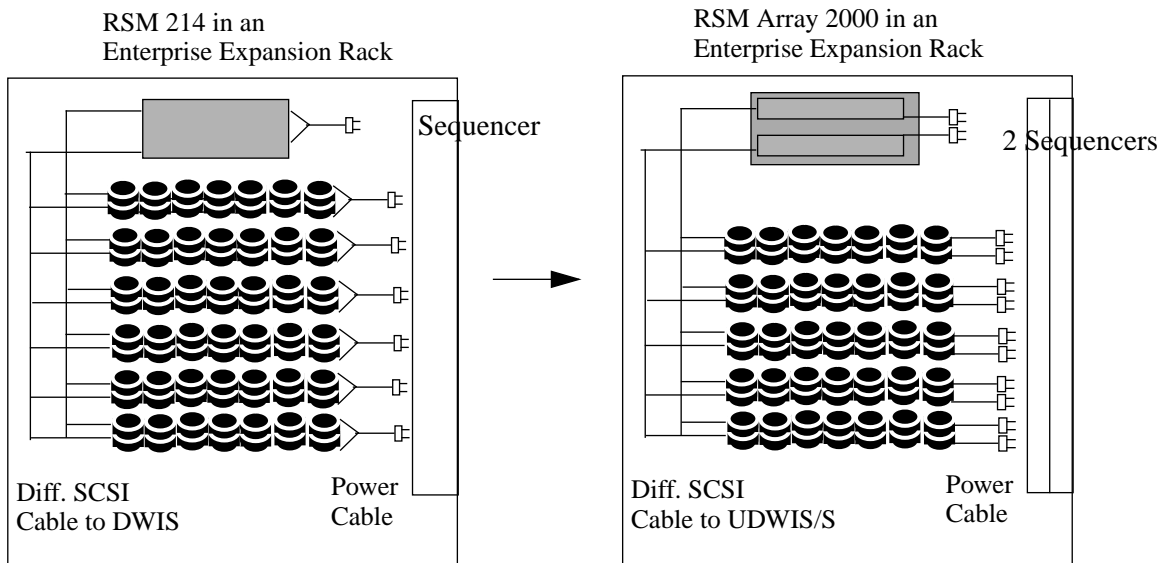 RSM 214 in an
Enterprise Expansion Rack
Sequencer
Diff. SCSI
Cable to DWIS
Power
Cable
RSM Array 2000 in an
Enterprise Expansion Rack
2 Sequencers
Diff. SCSI
Cable to UDWIS/S
Power
Cable